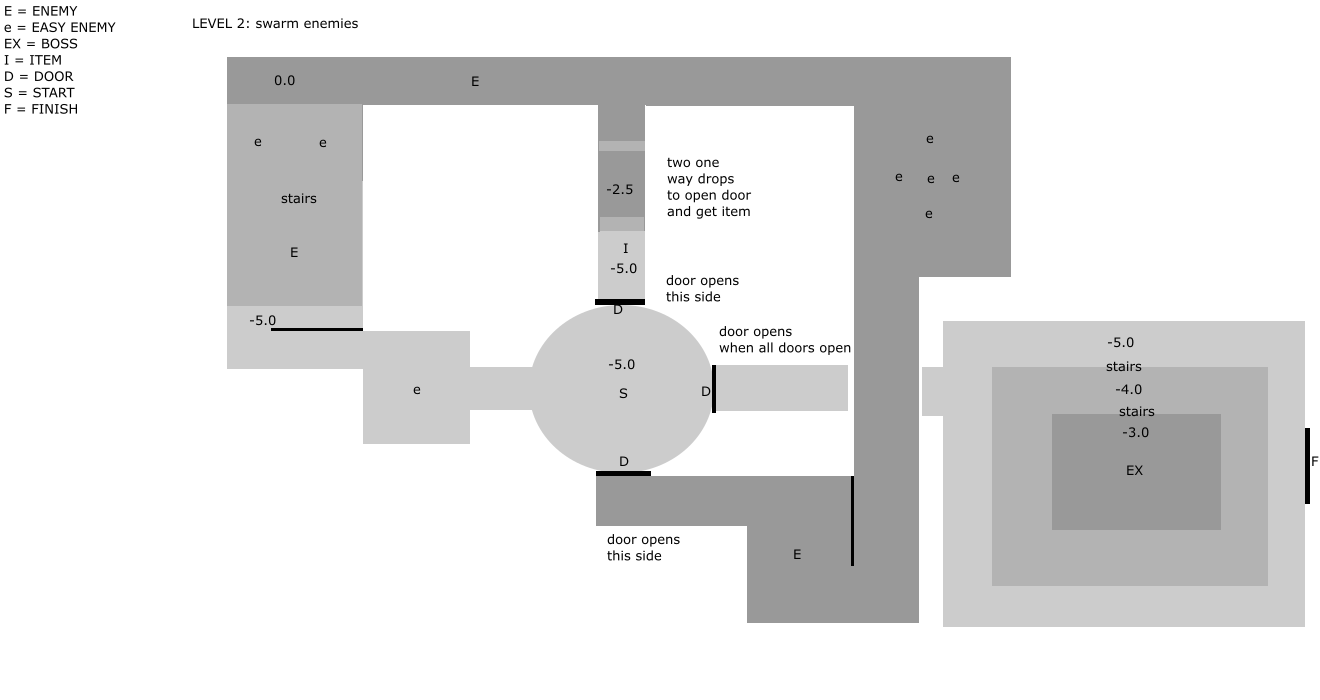 E = ENEMY
e = EASY ENEMY
EX = BOSS
I = ITEM
D = DOOR
S = START
F = FINISH
LEVEL 2: swarm enemies
0.0
E
e
e
stairs
E
-5.0
e
two one
way drops
to open door
and get item
-2.5
I
-5.0
door opens
this side
D
door opens
when all doors open
-5.0
S
D
D
door opens
this side
E
e
e
e
e
e
-5.0
stairs
-4.0
stairs
-3.0
EX
F